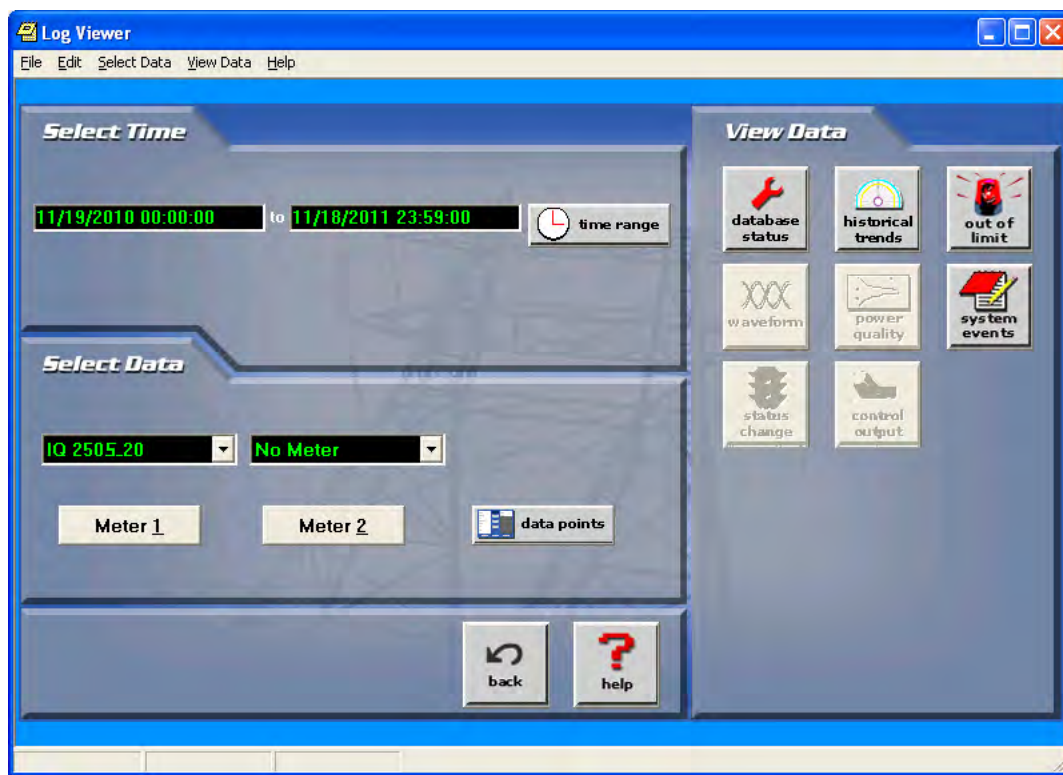 Log Viewer
File Edit Select Data View Data Help
Select Time
11/19/2010 00:00:00 to 11/18/2011 23:59:00
time range
Select Data
IQ 2505_20 No Meter
Meter 1 Meter 2 data points
back
help
View Data
database
status
historical
trends
out of
limit
waveform
power
quality
system
events
status
change
control
output